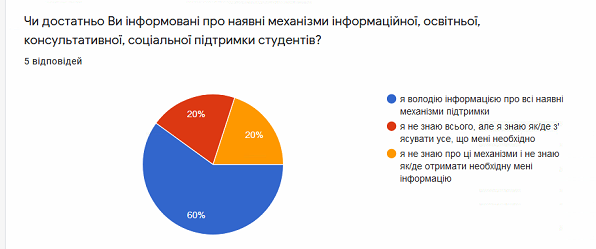 Чи достатньо Ви інформовані про наявні механізми інформаційної, освітньої,
консультативної, соціальної підтримки студентів?
5 відповідей
я володію інформацією про всі наявні
механізми підтримки
я не знаю всього, але я знаю як/де з'
ясувати усе, що мені необхідно
я не знаю про ці механізми і не знаю
як/де отримати необхідну мені
інформацію
20%
20%
60%